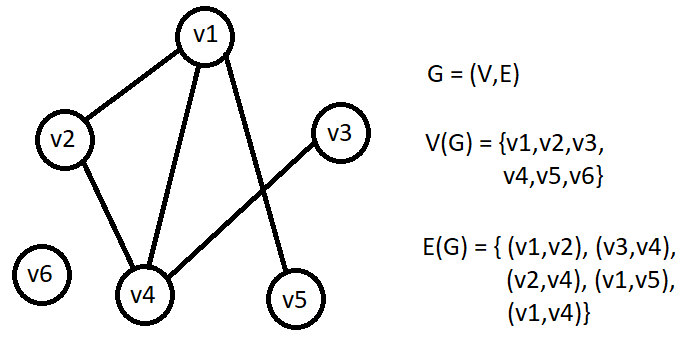 v1
v2
v3
v6
v4
v5
G = (V,E)
V(G) = {v1,v2,v3,
v4,v5,v6}
E(G) = { (v1,v2), (v3,v4),
(v2,v4), (v1,v5),
(v1,v4)}